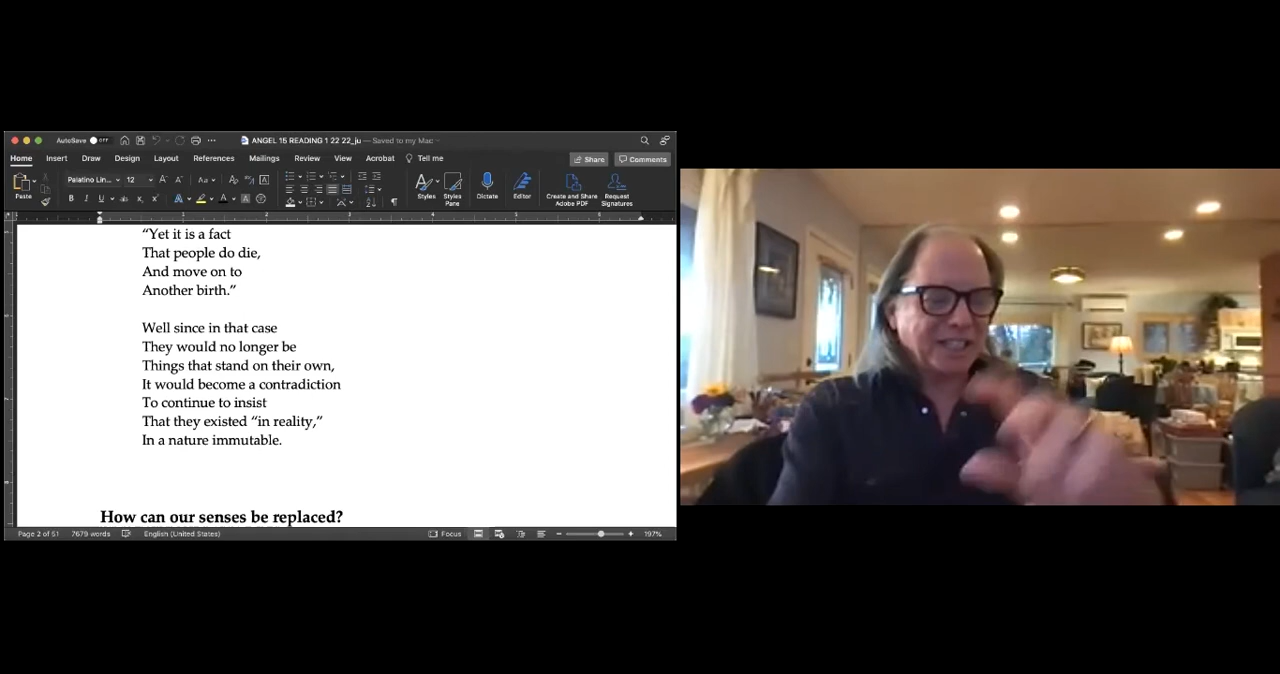 AutoSave OFF ANGEL 15 READING 1 22 22_ju — Saved to my Mac
Home Insert Draw Design Layout References Mailings Review View Acrobat Tell me Share Comments
Paste Palatino Lin... 12 Styles Styles Pane Dictate Editor Create and Share Adobe PDF Request Signatures
“Yet it is a fact
That people do die,
And move on to
Another birth.”
Well since in that case
They would no longer be
Things that stand on their own,
It would become a contradiction
To continue to insist
That they existed “in reality,”
In a nature immutable.
How can our senses be replaced?
Page 2 of 51 7679 words English (United States) Focus 197%